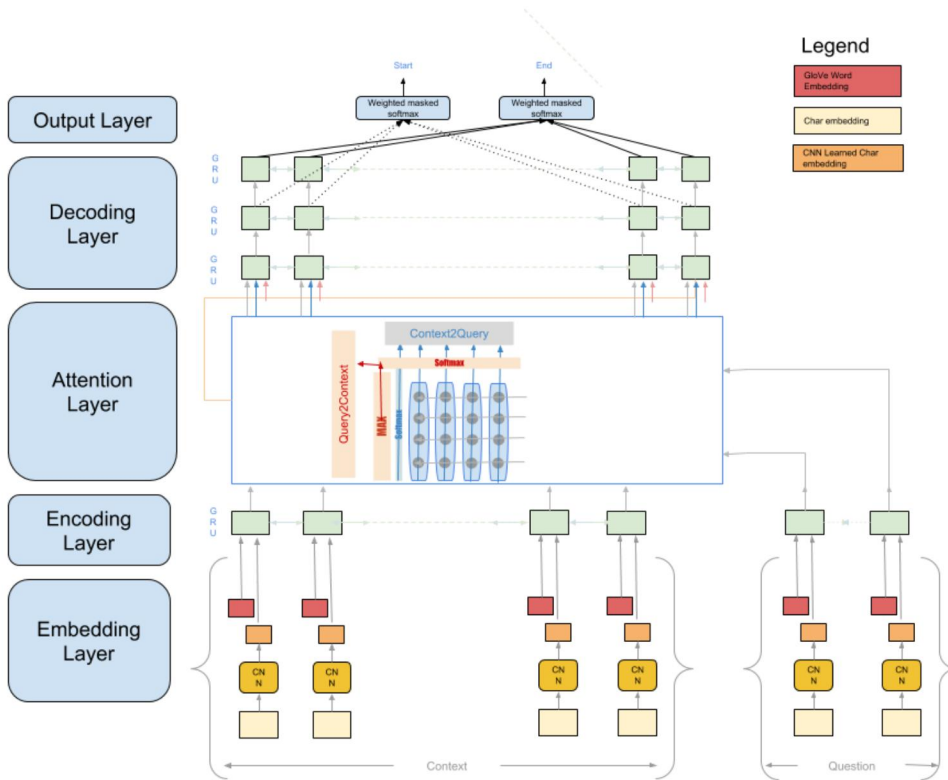 Legend
GloVe Word
Embedding
Char embedding
CNN Learned Char
embedding
Start
End
Output Layer
Weighted masked
softmax
Weighted masked
softmax
Decoding
Layer
G
R
U
G
R
U
G
R
U
Attention
Layer
Context2Query
Query2Context
Softmax
MAX
Softmax
Encoding
Layer
G
R
U
Embedding
Layer
CN
N
CN
N
CN
N
CN
N
CN
N
CN
N
Context
Question